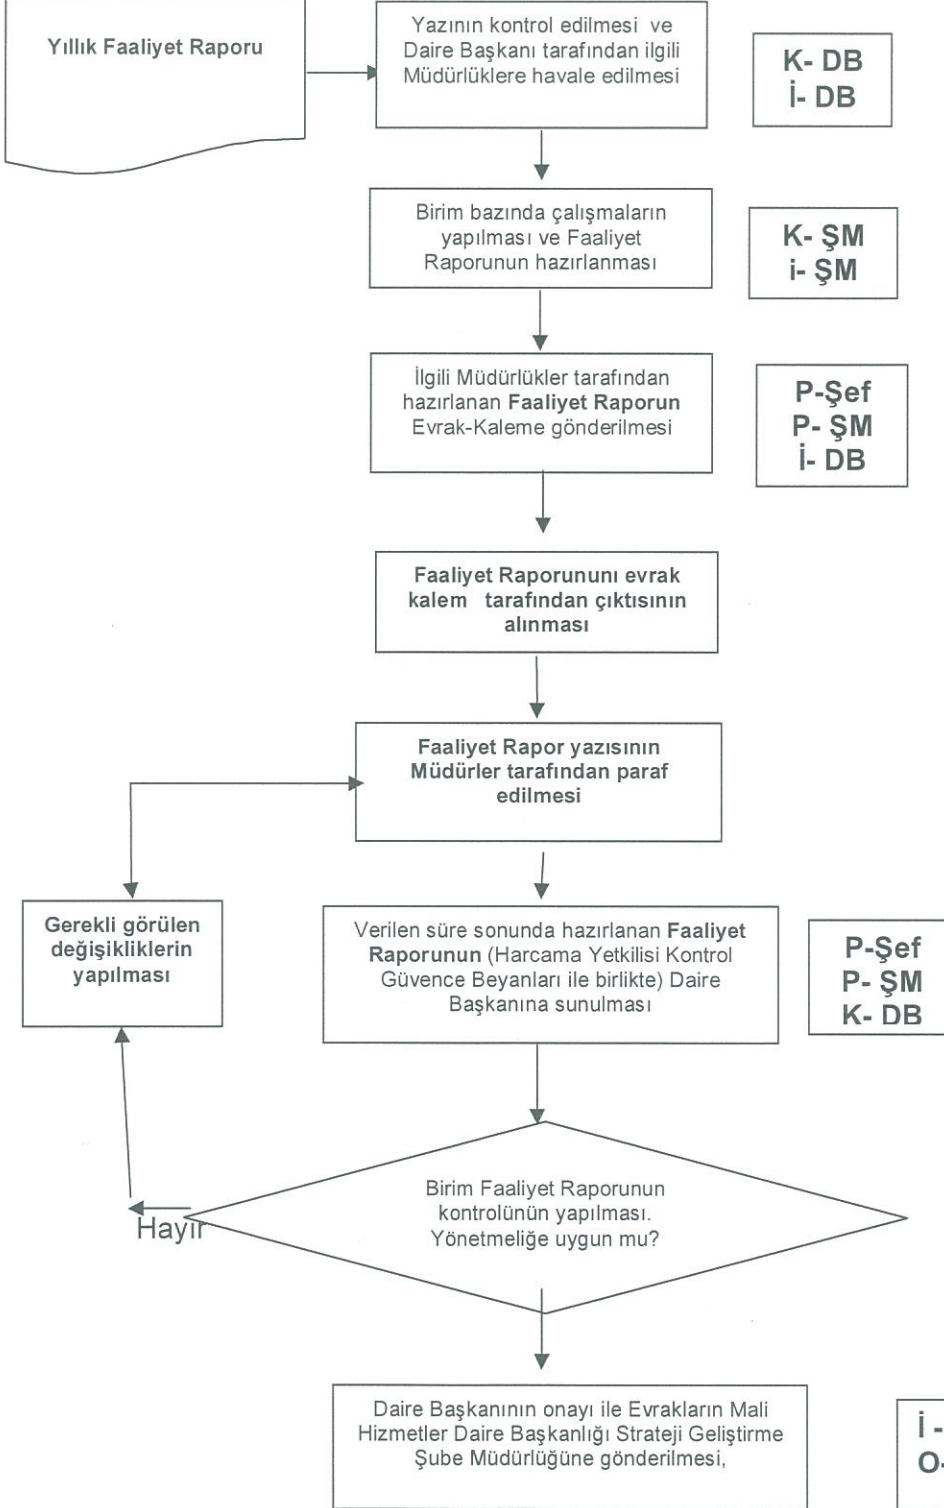 Yıllık Faaliyet Raporu
Yazının kontrol edilmesi ve
Daire Başkanı tarafından ilgili
Müdürlüklere havale edilmesi
K- DB
İ- DB
Birim bazında çalışmaların
yapılması ve Faaliyet
Raporunun hazırlanması
K- ŞM
i- ŞM
İlgili Müdürlükler tarafından
hazırlanan Faaliyet Raporun
Evrak-Kaleme gönderilmesi
P-Şef
P- ŞM
İ- DB
Faaliyet Raporununı evrak
kalem tarafından çıktısının
alınması
Faaliyet Rapor yazısının
Müdürler tarafından paraf
edilmesi
Gerekli görülen
değişikliklerin
yapılması
Verilen süre sonunda hazırlanan Faaliyet
Raporunun (Harcama Yetkilisi Kontrol
Güvence Beyanları ile birlikte) Daire
Başkanına sunulması
P-Şef
P- ŞM
K- DB
Birim Faaliyet Raporunun
kontrolünün yapılması.
Yönetmeliğe uygun mu?
Hayır
Daire Başkanının onayı ile Evrakların Mali
Hizmetler Daire Başkanlığı Strateji Geliştirme
Şube Müdürlüğüne gönderilmesi,
İ -
O-